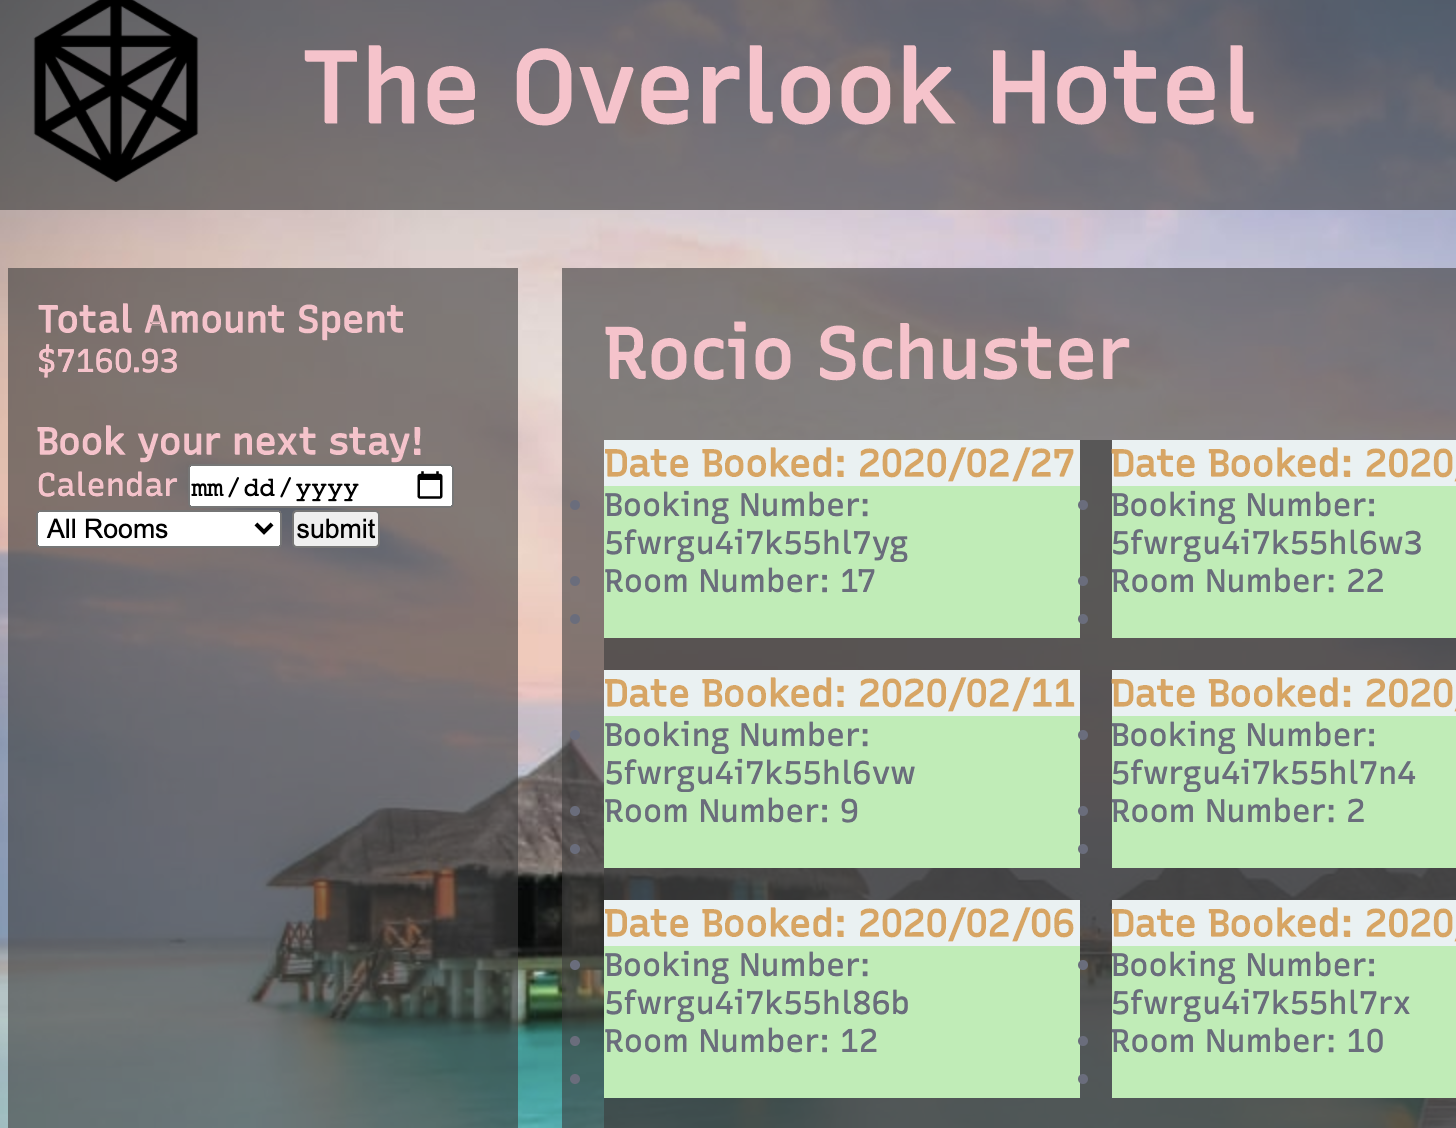 The Overlook Hotel
Total Amount Spent
$7160.93
Book your next stay!
Calendar mm/dd/yyyy
All Rooms submit
Rocio Schuster
Date Booked: 2020/02/27
Booking Number:
5fwrgu4i7k55hl7yg
Room Number: 17
Date Booked: 2020/
Booking Number:
5fwrgu4i7k55hl6w3
Room Number: 22
Date Booked: 2020/02/11
Booking Number:
5fwrgu4i7k55hl6vw
Room Number: 9
Date Booked: 2020/
Booking Number:
5fwrgu4i7k55hl7n4
Room Number: 2
Date Booked: 2020/02/06
Booking Number:
5fwrgu4i7k55hl86b
Room Number: 12
Date Booked: 2020/
Booking Number:
5fwrgu4i7k55hl7rx
Room Number: 10